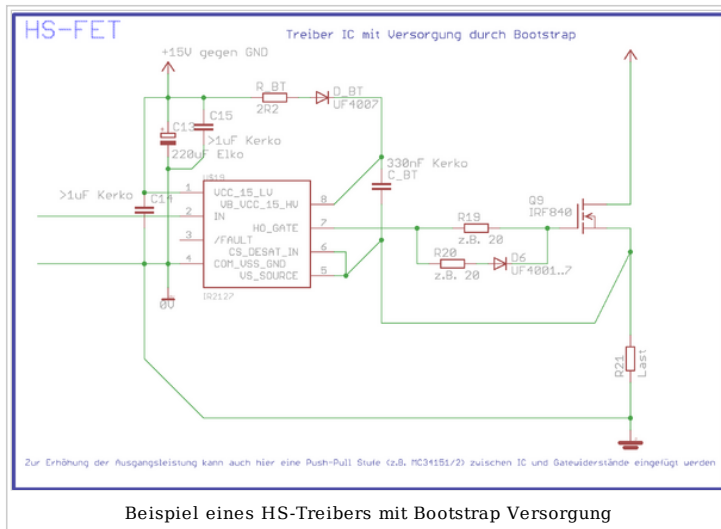 HS-FET
Treiber IC mit Versorgung durch Bootstrap
+15V gegen GND
R_BT
2R2
D_BT
UF4007
C15
>1uF Kerko
C13
220uF Elko
330nF Kerko
C_BT
>1uF Kerko
C14
1
2
3
4
VCC_15_LV
VB_VCC_15_HV
IN
HO_GATE
/FAULT
CS_DESAT_IN
COM_VSS_GND
VS_SOURCE
8
7
6
5
IR2127
0V
R19
z.B. 20
R20
z.B. 20
D6
UF4001..7
Q9
IRF840
R21
Last
Zur Erhöhung der Ausgangsleistung kann auch hier eine Push-Pull Stufe (z.B. MC34151/2) zwischen IC und Gatewiderstände eingefügt werden
Beispiel eines HS-Treibers mit Bootstrap Versorgung